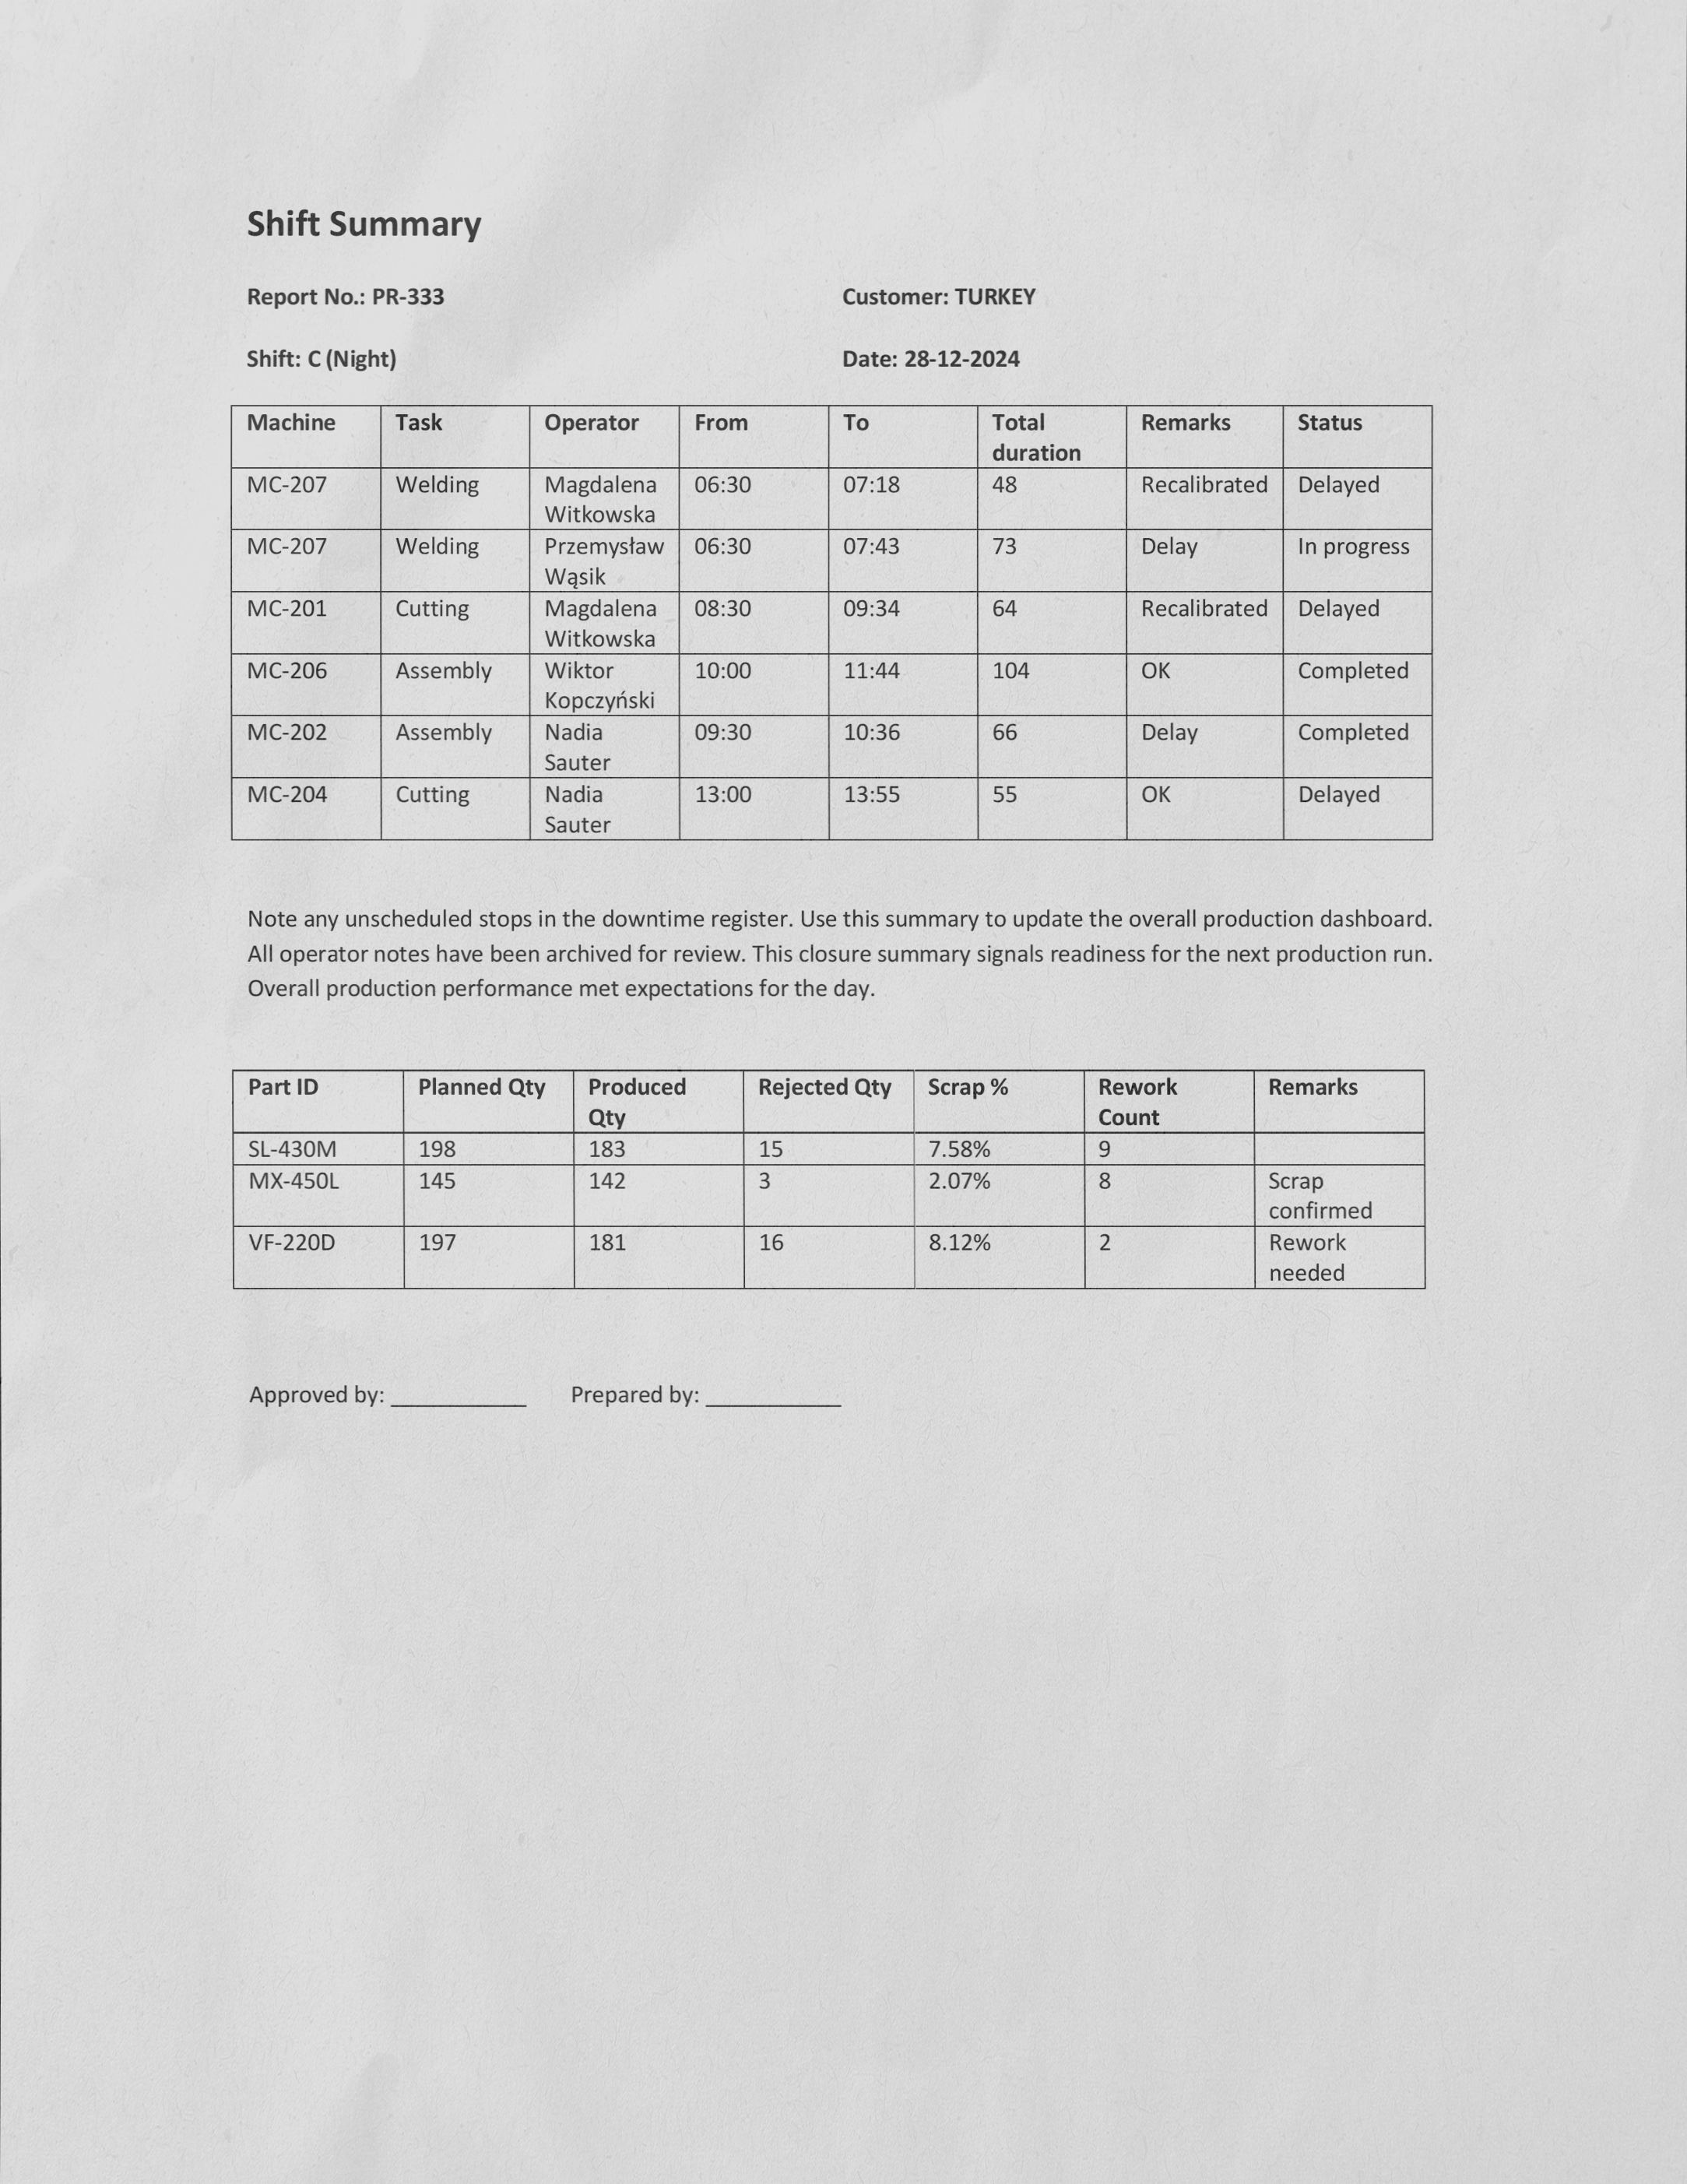 Shift Summary
Report No.: PR-333 Customer: TURKEY
Shift: C (Night) Date: 28-12-2024
Machine Task Operator From To Total duration Remarks Status
MC-207 Welding Magdalena Witkowska 06:30 07:18 48 Recalibrated Delayed
MC-207 Welding Przemysław Wąsik 06:30 07:43 73 Delay In progress
MC-201 Cutting Magdalena Witkowska 08:30 09:34 64 Recalibrated Delayed
MC-206 Assembly Wiktor Kopczyński 10:00 11:44 104 OK Completed
MC-202 Assembly Nadia Sauter 09:30 10:36 66 Delay Completed
MC-204 Cutting Nadia Sauter 13:00 13:55 55 OK Delayed
Note any unscheduled stops in the downtime register. Use this summary to update the overall production dashboard.
All operator notes have been archived for review. This closure summary signals readiness for the next production run.
Overall production performance met expectations for the day.
Part ID Planned Qty Produced Qty Rejected Qty Scrap % Rework Count Remarks
SL-430M 198 183 15 7.58% 9
MX-450L 145 142 3 2.07% 8 Scrap confirmed
VF-220D 197 181 16 8.12% 2 Rework needed
Approved by: ___________ Prepared by: ___________